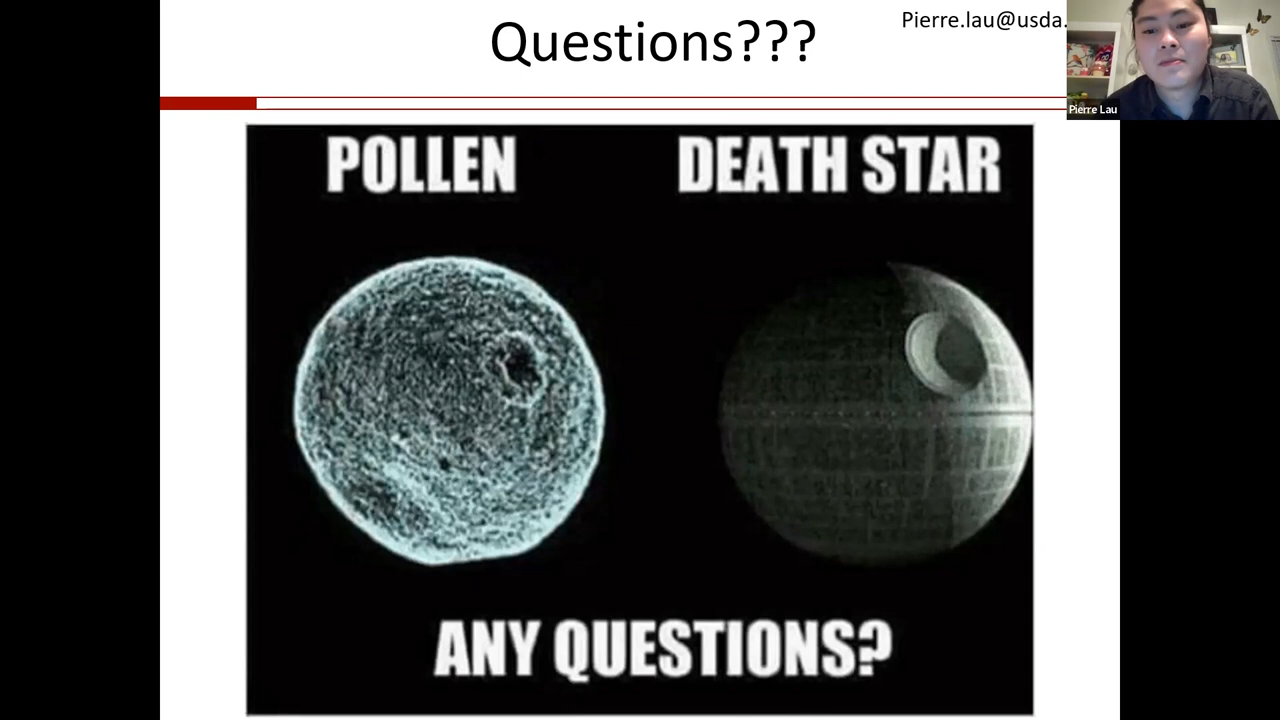 Questions???
Pierre.lau@usda.
Pierre Lau
POLLEN
DEATH STAR
ANY QUESTIONS?